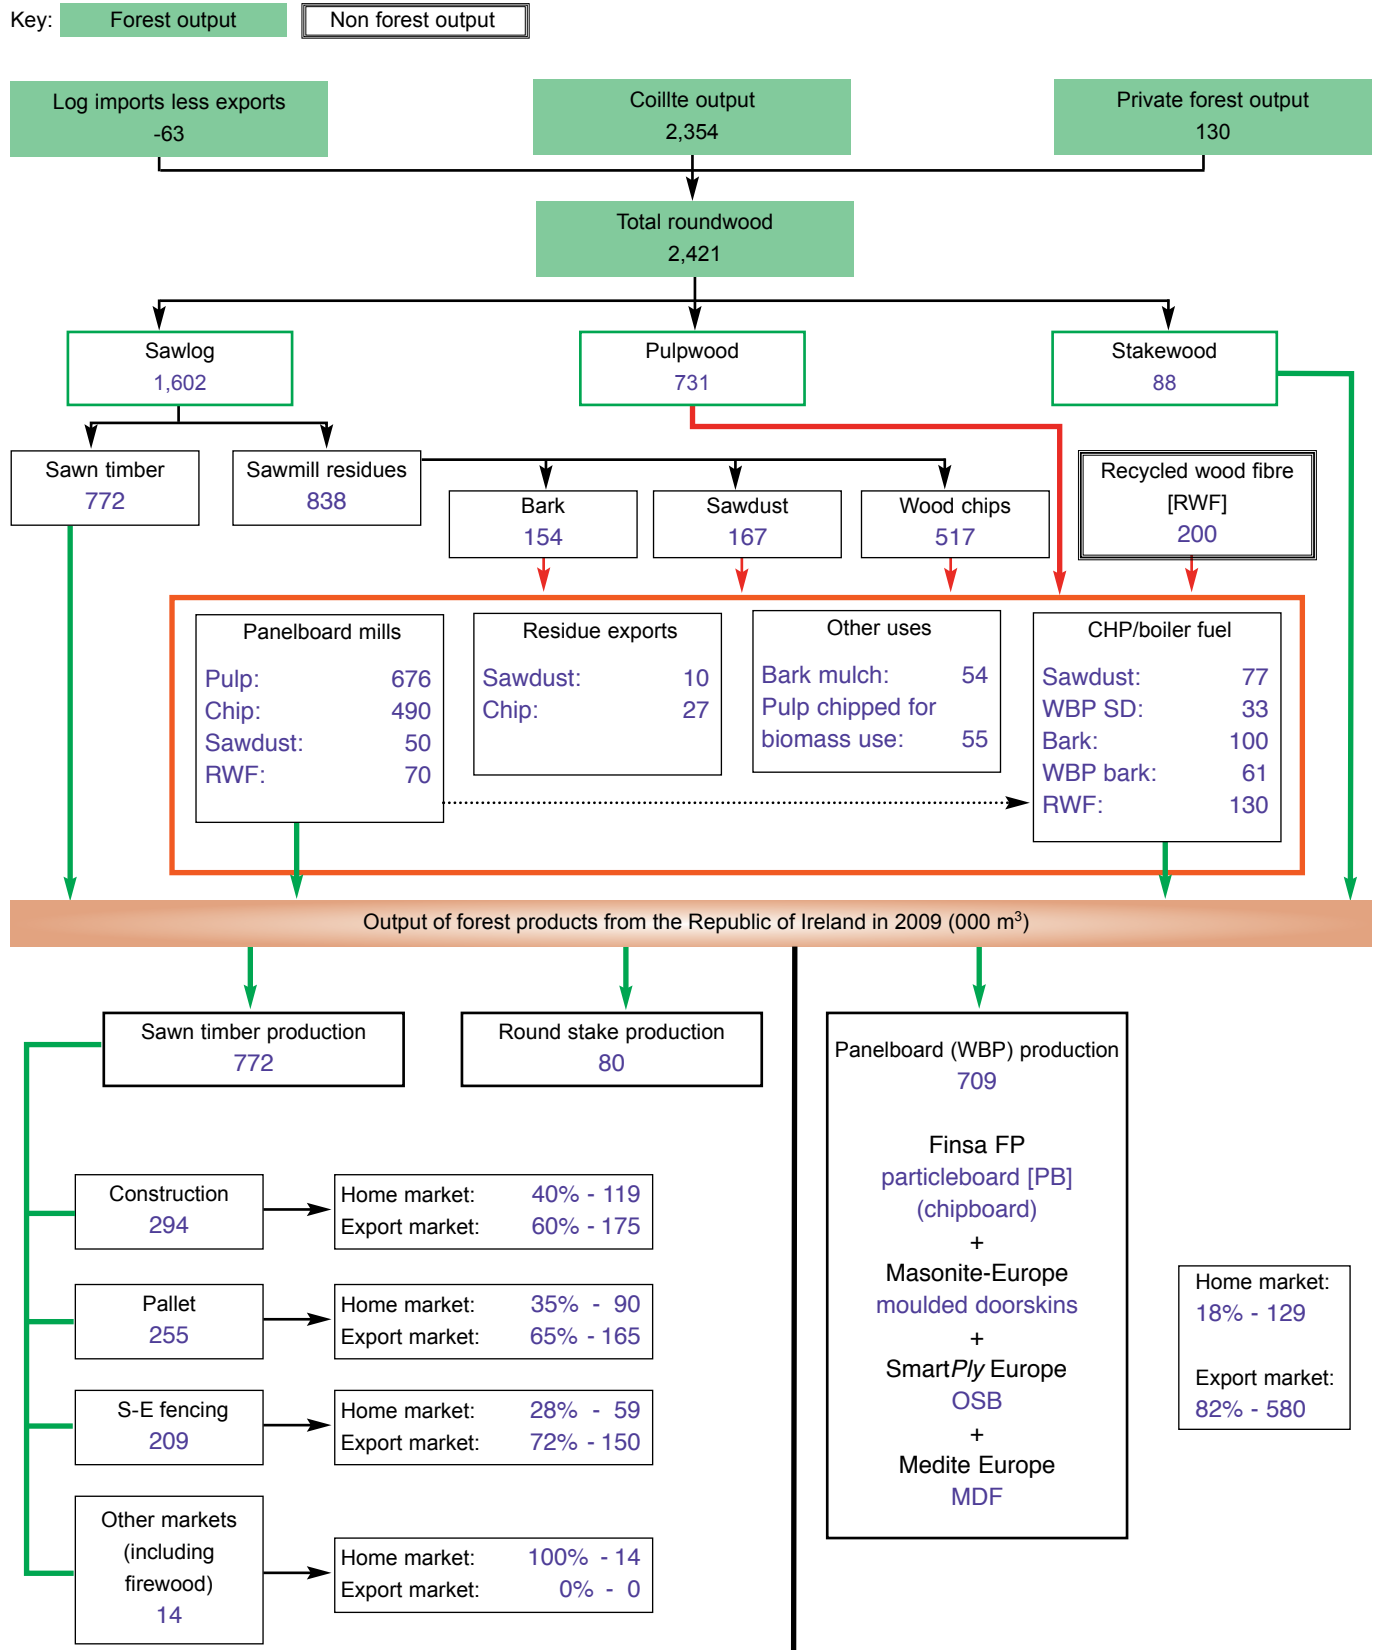 Key: Forest output Non forest output
Log imports less exports
-63
Coillte output
2,354
Private forest output
130
Total roundwood
2,421
Sawlog
1,602
Pulpwood
731
Stakewood
88
Sawn timber
772
Sawmill residues
838
Bark
154
Sawdust
167
Wood chips
517
Recycled wood fibre
[RWF]
200
Panelboard mills
Pulp: 676
Chip: 490
Sawdust: 50
RWF: 70
Residue exports
Sawdust: 10
Chip: 27
Other uses
Bark mulch: 54
Pulp chipped for
biomass use: 55
CHP/boiler fuel
Sawdust: 77
WBP SD: 33
Bark: 100
WBP bark: 61
RWF: 130
Output of forest products from the Republic of Ireland in 2009 (000 m³)
Sawn timber production
772
Round stake production
80
Panelboard (WBP) production
709
Finsa FP
particleboard [PB]
(chipboard)
+
Masonite-Europe
moulded doorskins
+
SmartPly Europe
OSB
+
Medite Europe
MDF
Home market:
18% - 129
Export market:
82% - 580
Construction
294
Home market: 40% - 119
Export market: 60% - 175
Pallet
255
Home market: 35% - 90
Export market: 65% - 165
S-E fencing
209
Home market: 28% - 59
Export market: 72% - 150
Other markets
(including
firewood)
14
Home market: 100% - 14
Export market: 0% - 0